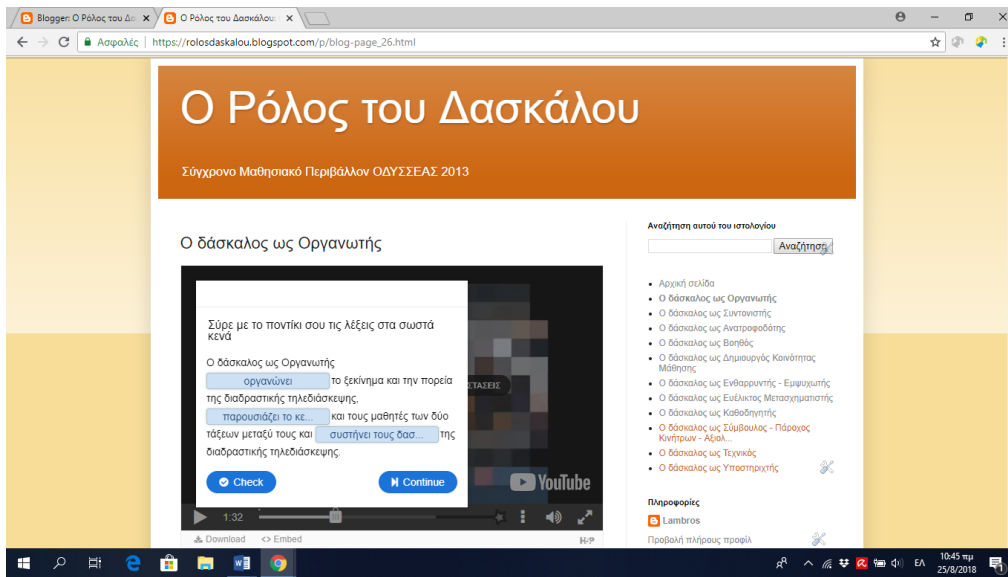 Blogger: Ο Ρόλος του Δα
Ο Ρόλος του Δασκάλου:
Ασφαλές
https://rolosdaskalou.blogspot.com/p/blog-page_26.html
Ο Ρόλος του Δασκάλου
Σύγχρονο Μαθησιακό Περιβάλλον ΟΔΥΣΣΕΑΣ 2013
Ο δάσκαλος ως Οργανωτής
Σύρε με το ποντίκι σου τις λέξεις στα σωστά
κενά
Ο δάσκαλος ως Οργανωτής
οργανώνει το ξεκίνημα και την πορεία
της διαδραστικής τηλεδιάσκεψης,
παρουσιάζει το κε... και τους μαθητές των δύο
τάξεων μεταξύ τους και συστήνει τους δασ... της
διαδραστικής τηλεδιάσκεψης.
Check
Continue
ΣΤΑΣΕΙΣ
YouTube
1:32
Download
<> Embed
H-P
Αναζήτηση αυτού του ιστολογίου
Αναζήτηση
Αρχική σελίδα
Ο δάσκαλος ως Οργανωτής
Ο δάσκαλος ως Συντονιστής
Ο δάσκαλος ως Ανατροφοδότης
Ο δάσκαλος ως Βοηθός
Ο δάσκαλος ως Δημιουργός Κοινότητας
Μάθησης
Ο δάσκαλος ως Ενθαρρυντής - Εμψυχωτής
Ο δάσκαλος ως Ευέλικτος Μετασχηματιστής
Ο δάσκαλος ως Καθοδηγητής
Ο δάσκαλος ως Σύμβουλος - Πάροχος
Κινήτρων - Αξιολ...
Ο δάσκαλος ως Τεχνικός
Ο δάσκαλος ως Υποστηριχτής
Πληροφορίες
Lambros
Προβολή πλήρους προφίλ
ΕΛ
10:45 πμ
25/8/2018